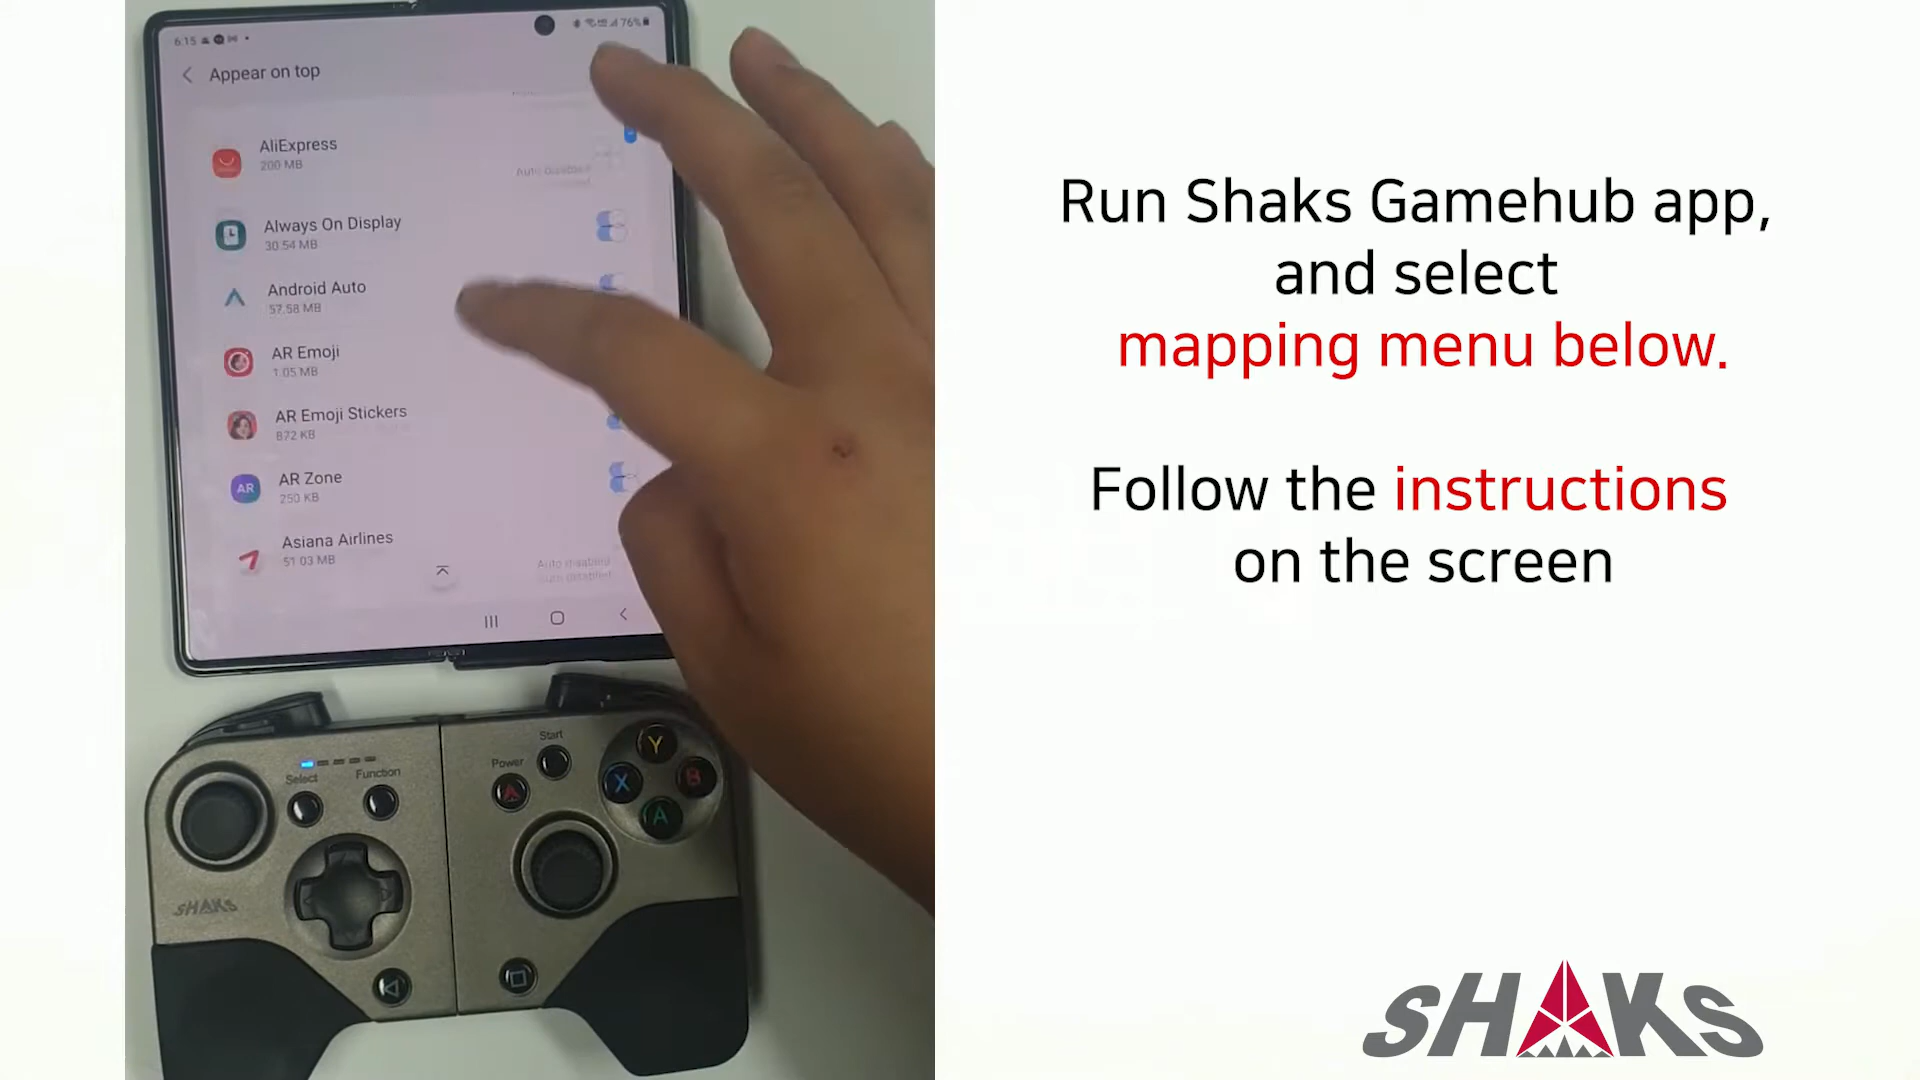 6:15
76%
Appear on top
AliExpress
200 MB
Always On Display
30.54 MB
Android Auto
57.58 MB
AR Emoji
1.05 MB
AR Emoji Stickers
872 KB
AR
AR Zone
250 KB
Asiana Airlines
51.03 MB
Select
Function
Power
Start
Y
X
B
A
SHAKS
Run Shaks Gamehub app,
and select
mapping menu below.
Follow the instructions
on the screen
SHAKS